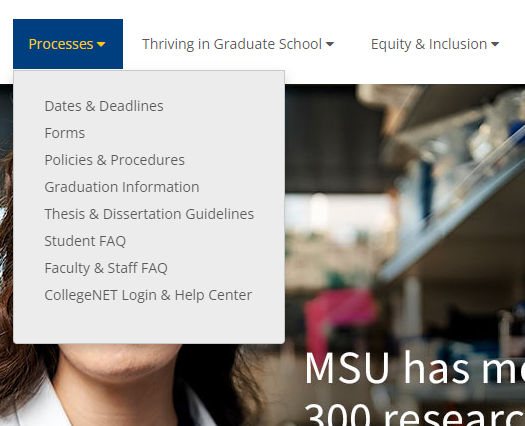 Processes
Thriving in Graduate School
Equity & Inclusion
Dates & Deadlines
Forms
Policies & Procedures
Graduation Information
Thesis & Dissertation Guidelines
Student FAQ
Faculty & Staff FAQ
CollegeNET Login & Help Center
MSU has
300